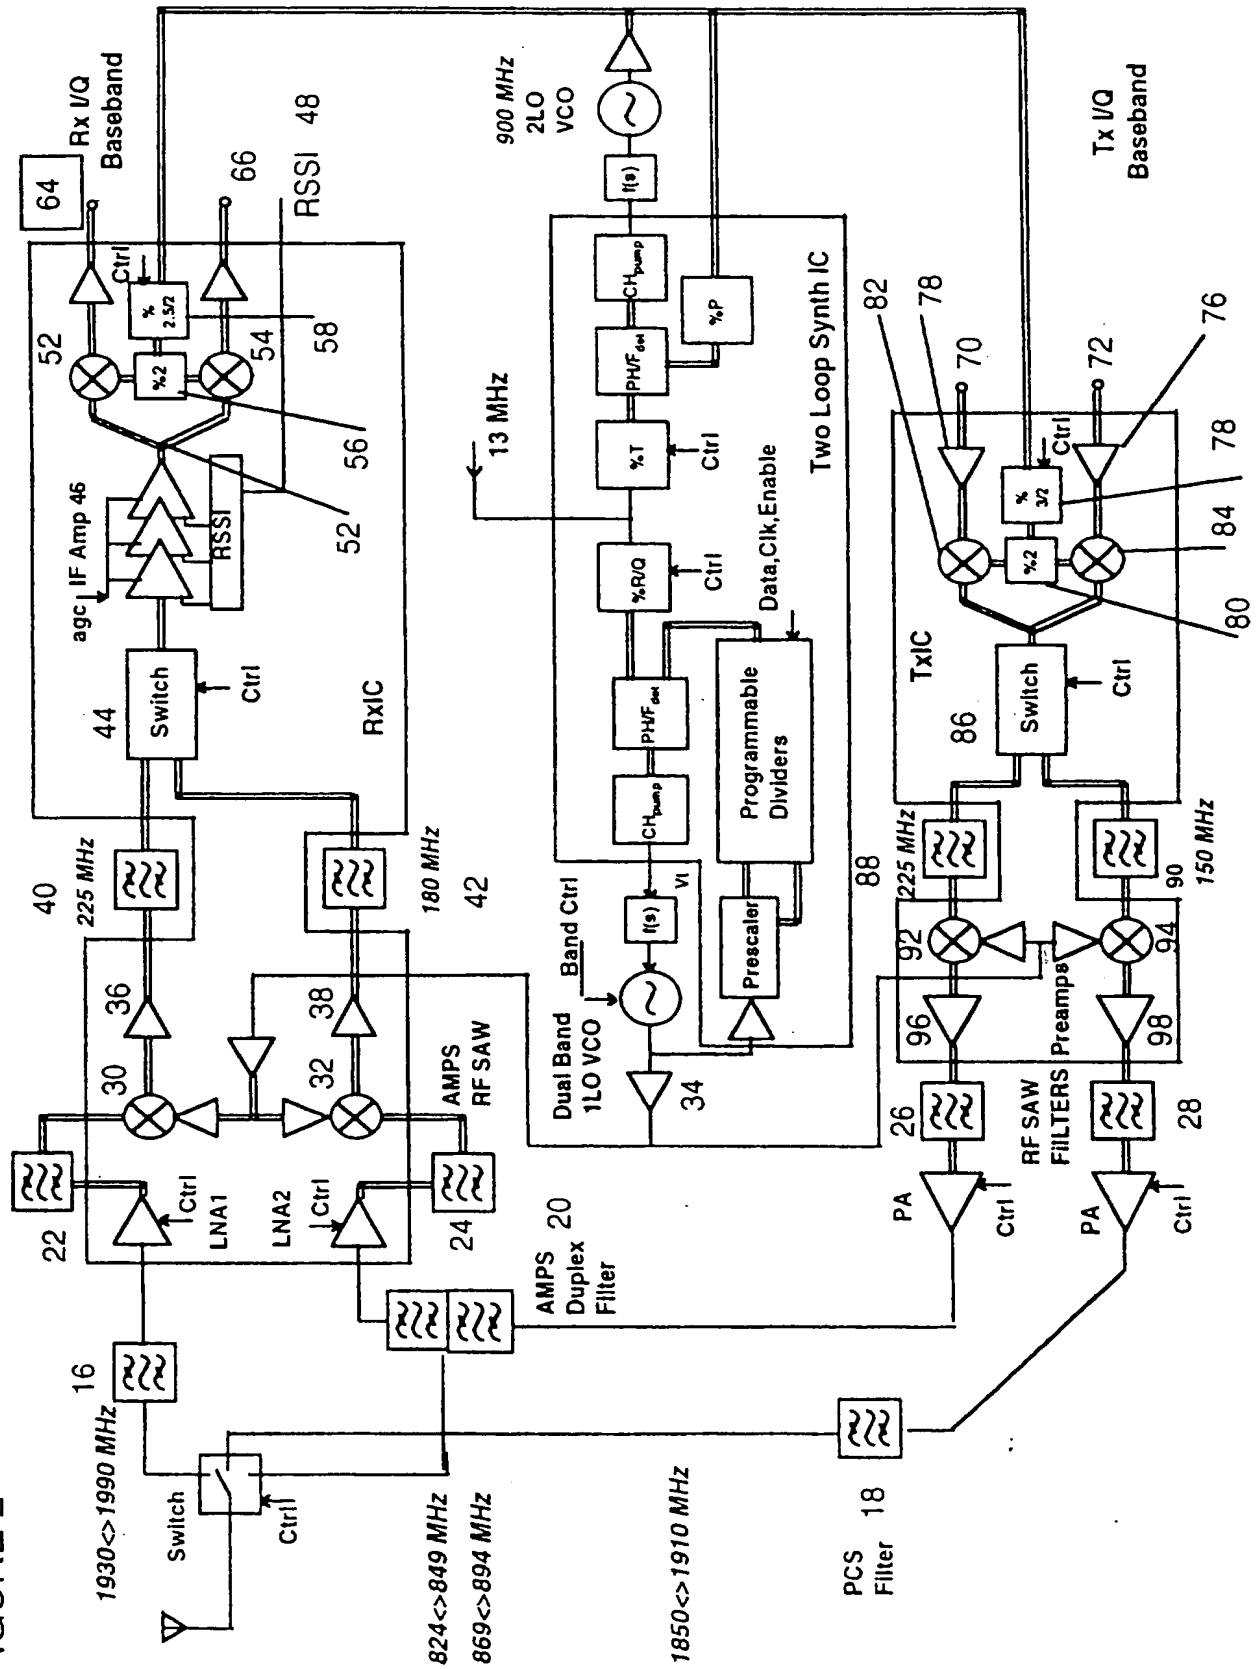 64
Rx I/Q
Baseband
66
RSSI 48
52
Ctrl
%
2.5/2
%2
54
58
56
52
agc
IF Amp 46
RSSI
44
Switch
Ctrl
RxIC
40
225 MHz
180 MHz
42
36
38
30
32
AMPS
RF SAW
22
24
Ctrl
LNA1
LNA2
Ctrl
AMPS 20
Duplex
Filter
16
1930<>1990 MHz
Switch
Ctrl
824<>849 MHz
869<>894 MHz
1850<>1910 MHz
PCS
Filter 18
900 MHz
2LO
VCO
f(s)
CH pump
PH/F det
%P
%T
Ctrl
13 MHz
Two Loop Synth IC
%R/Q
Ctrl
Data,Clk,Enable
PH/F det
CH pump
Programmable
Dividers
Prescaler
VI
f(s)
Band Ctrl
Dual Band
1LO VCO
34
88
Tx I/Q
Baseband
82
78
70
72
76
Ctrl
%
3/2
%2
78
84
80
TxIC
86
Switch
Ctrl
225 MHz
90
150 MHz
92
94
96
98
Preamps
RF SAW
FilLTERS
26
28
PA
Ctrl
PA
Ctrl